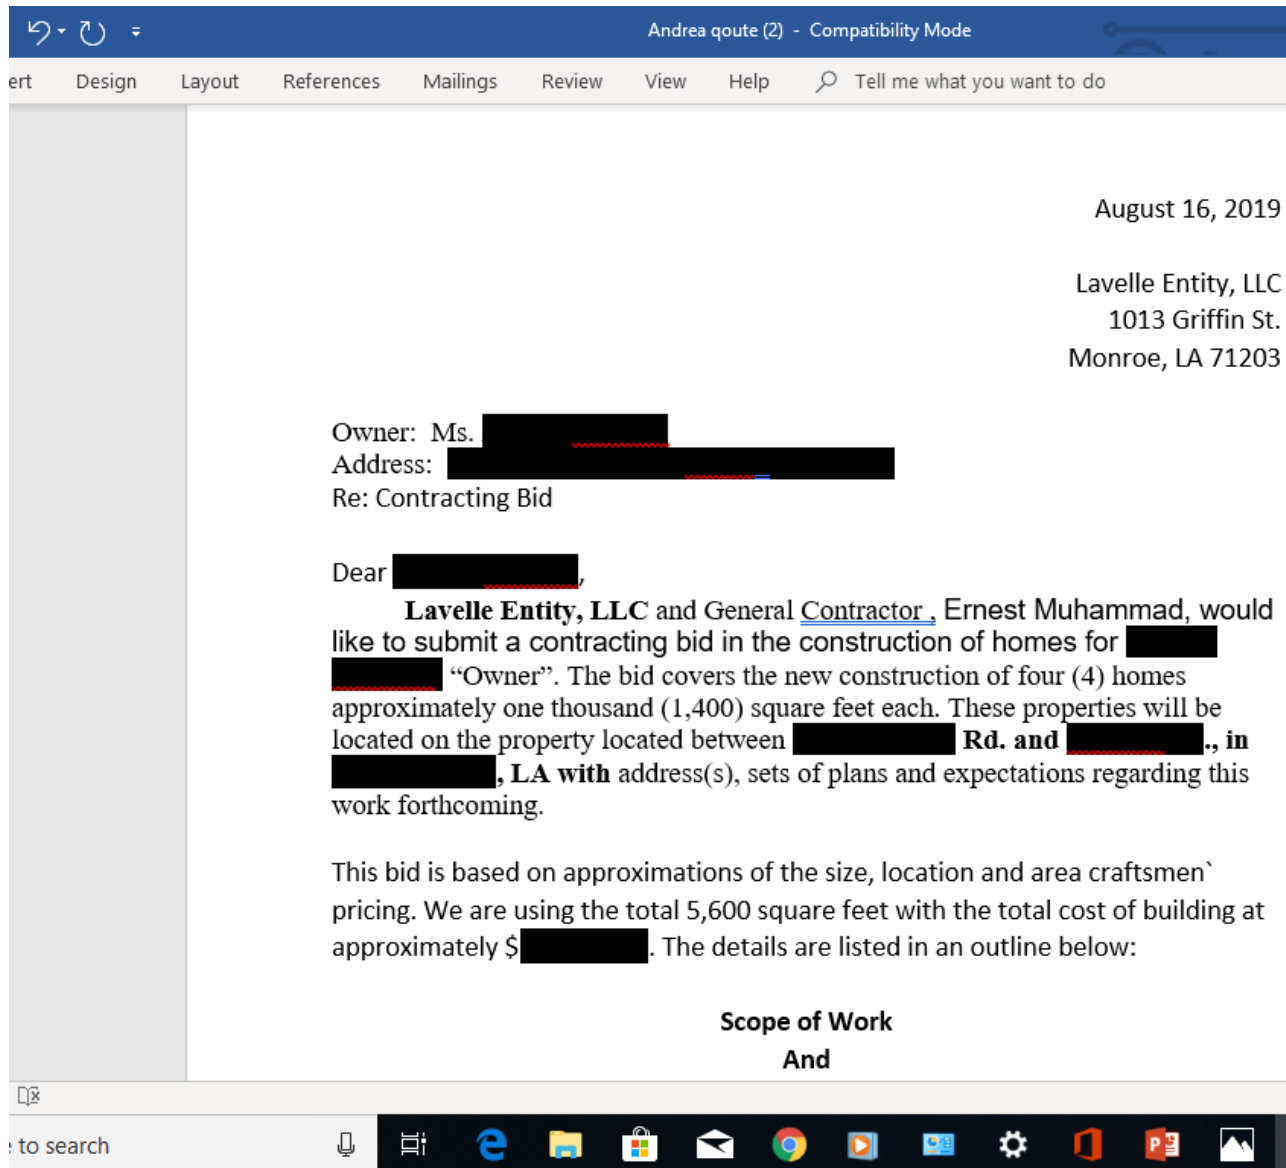 Andrea qoute (2) - Compatibility Mode
ert Design Layout References Mailings Review View Help Tell me what you want to do
August 16, 2019
Lavelle Entity, LLC
1013 Griffin St.
Monroe, LA 71203
Owner: Ms.
Address:
Re: Contracting Bid
Dear ,
Lavelle Entity, LLC and General Contractor , Ernest Muhammad, would
like to submit a contracting bid in the construction of homes for
“Owner”. The bid covers the new construction of four (4) homes
approximately one thousand (1,400) square feet each. These properties will be
located on the property located between Rd. and ., in
, LA with address(s), sets of plans and expectations regarding this
work forthcoming.
This bid is based on approximations of the size, location and area craftsmen`
pricing. We are using the total 5,600 square feet with the total cost of building at
approximately $ . The details are listed in an outline below:
Scope of Work
And
to search